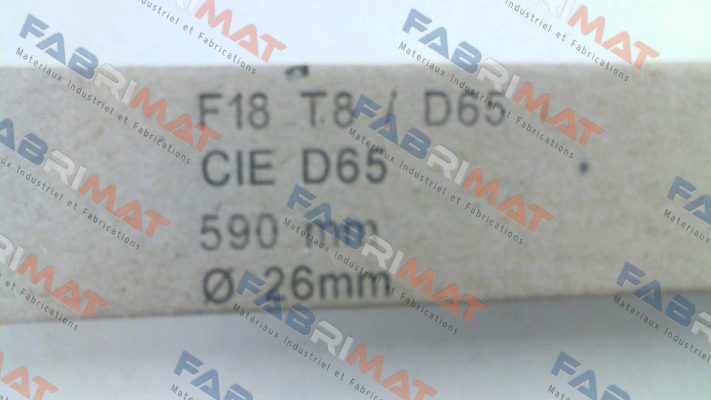 F18 T8 / D65
CIE D65
590 mm
Ø 26mm
FABRIMAT
Materiaux Industriel et Fabrications